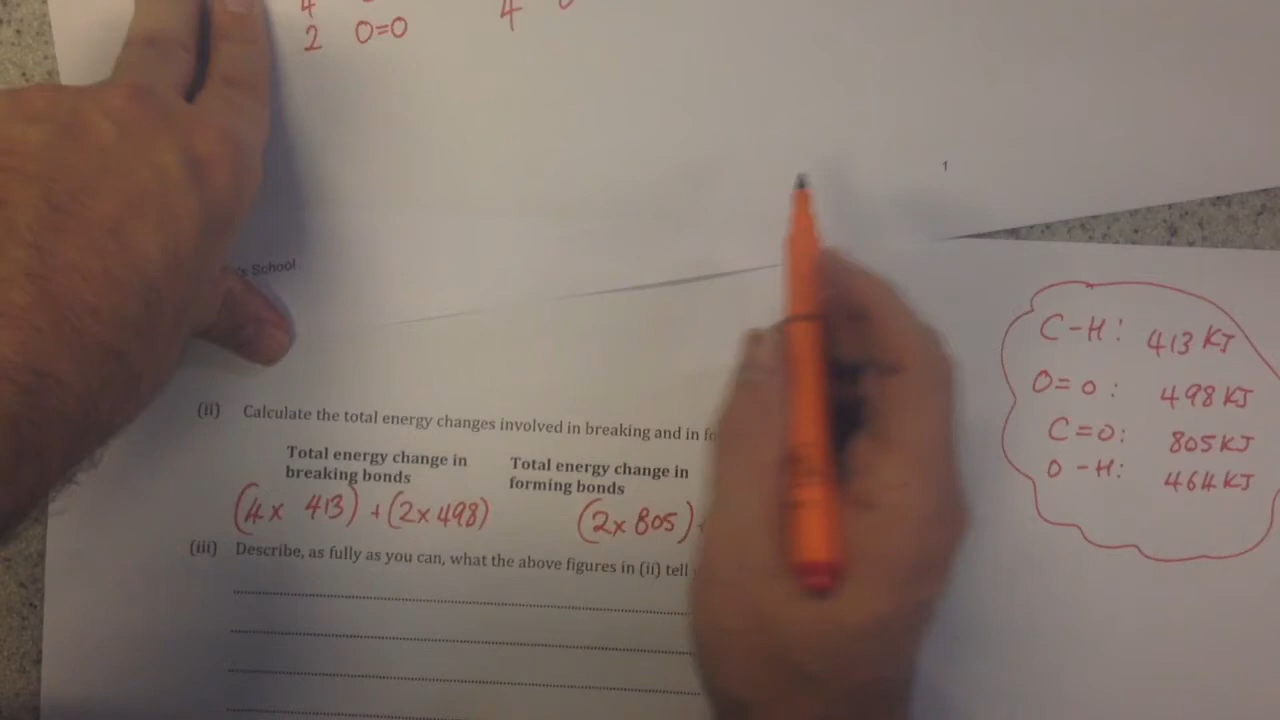 4 4
2 O=O
1
School
C-H: 413 KJ
O=O: 498 KJ
C=O: 805 KJ
O-H: 464 KJ
(ii) Calculate the total energy changes involved in breaking and in
Total energy change in breaking bonds
Total energy change in forming bonds
(4 x 413) + (2 x 498) (2 x 805) +
(iii) Describe, as fully as you can, what the above figures in (ii) tell